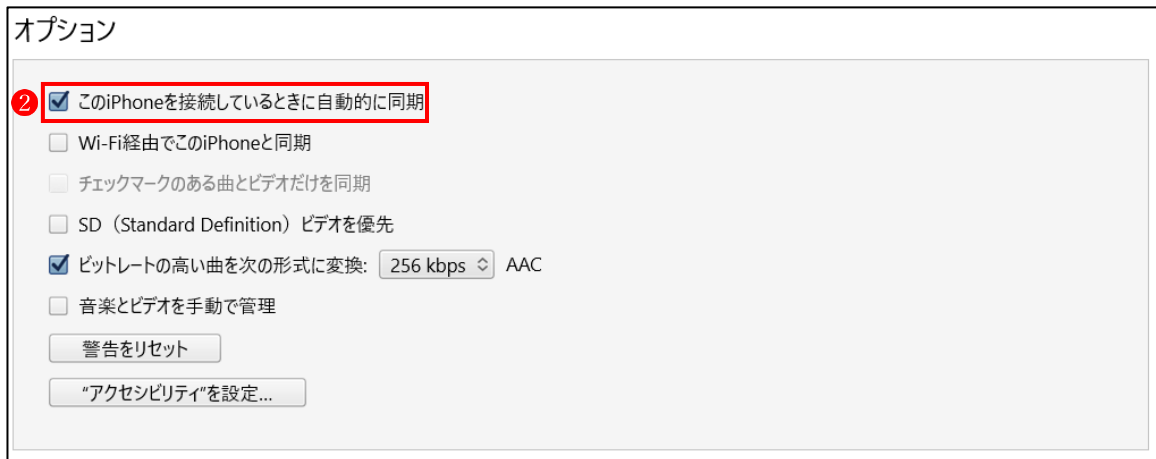 オプション
❷ このiPhoneを接続しているときに自動的に同期
Wi-Fi経由でこのiPhoneと同期
チェックマークのある曲とビデオだけを同期
SD（Standard Definition）ビデオを優先
ビットレートの高い曲を次の形式に変換: 256 kbps AAC
音楽とビデオを手動で管理
警告をリセット
“アクセシビリティ”を設定...